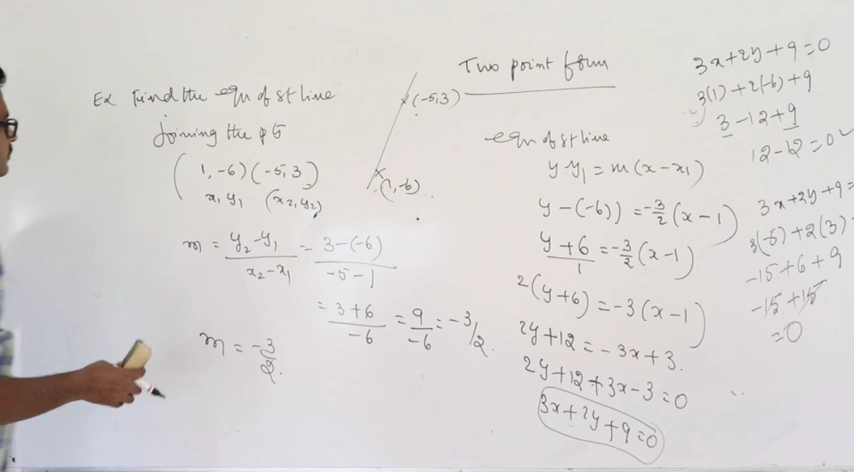 Two point form
Ex Find the eqn of st line
joining the pts
(1, -6) (-5, 3)
x₁ y₁ (x₂, y₂)
m = y₂-y₁ / x₂-x₁ = 3-(-6) / -5-1
= 3+6 / -6 = 9 / -6 = -3/2
m = -3/2.
(-5,3)
(1,-6)
eqn of st line
y-y₁ = m(x-x₁)
y-(-6)) = -3/2 (x-1)
y+6 / 1 = -3/2 (x-1)
2(y+6) = -3(x-1)
2y+12 = -3x+3.
2y+12+3x-3=0
3x+2y+9=0
3x+2y+9=0
3(1)+2(-6)+9
3-12+9
12-12=0
3x+2y+9=
3(-5)+2(3)+
-15+6+9
-15+15
=0